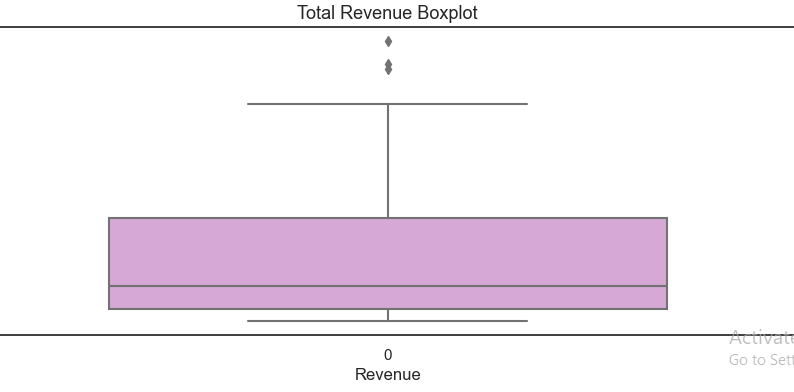 Total Revenue Boxplot
0
Revenue
Activate
Go to Sett